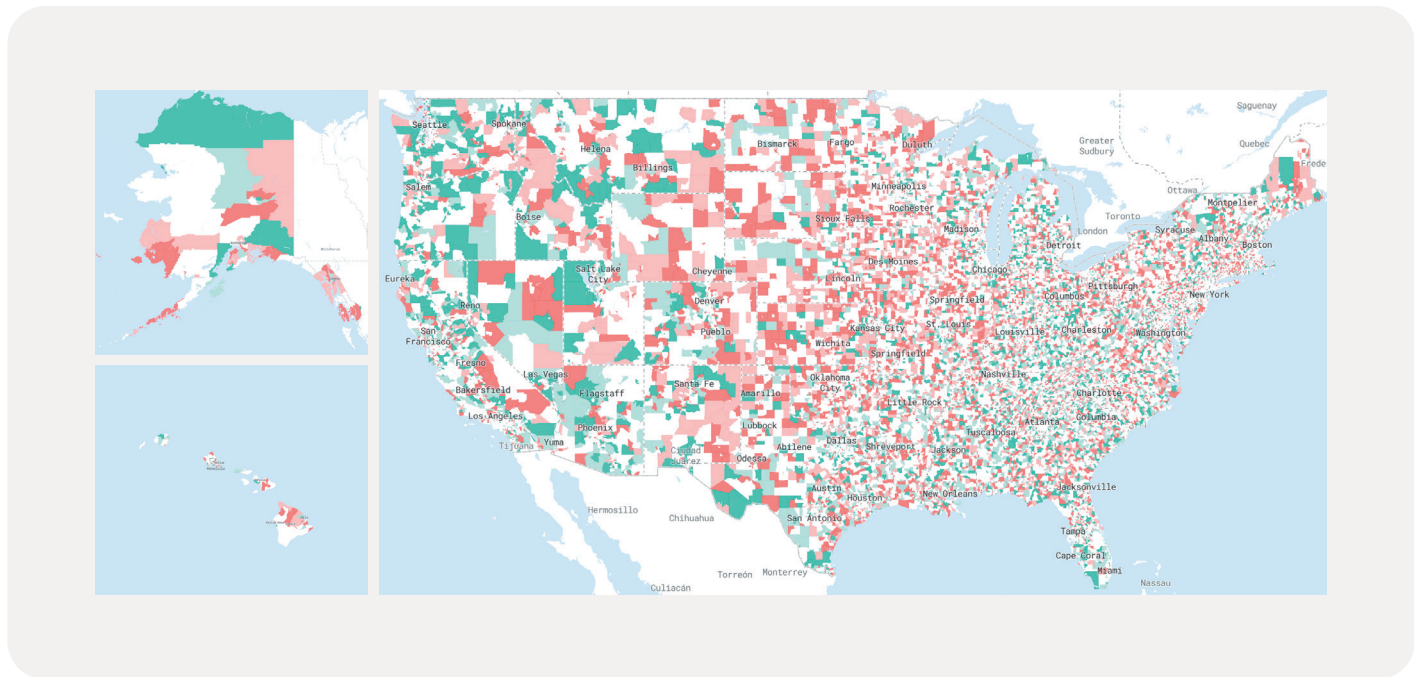 Saguenay
Seattle
Spokane
Bismarck
Fargo
Duluth
Greater
Sudbury
Quebec
Helena
Billings
Frede
Salem
Minneapolis
Ottawa
Boise
Rochester
Montpelier
Sioux Falls
Toronto
Madison
London
Syracuse
Albany
Detroit
Boston
Salt Lake
City
Cheyenne
Des Moines
Chicago
Eureka
Lincoln
Pittsburgh
Reno
Denver
Springfield
Columbus
New York
San
Francisco
Pueblo
Kansas City
St. Louis
Louisville
Charleston
Washington
Wichita
Springfield
Fresno
Las Vegas
Santa Fe
Oklahoma
City
Nashville
Bakersfield
Flagstaff
Amarillo
Little Rock
Charlotte
Los Angeles
Phoenix
Lubbock
Columbia
Atlanta
Tuscaloosa
Tijuana
Yuma
Ciudad
Juárez
Odessa
Abilene
Dallas
Shreveport
Jackson
Hermosillo
Chihuahua
Austin
Houston
New Orleans
Jacksonville
San Antonio
Tampa
Cape Coral
Miami
Nassau
Torreón
Monterrey
Culiacán